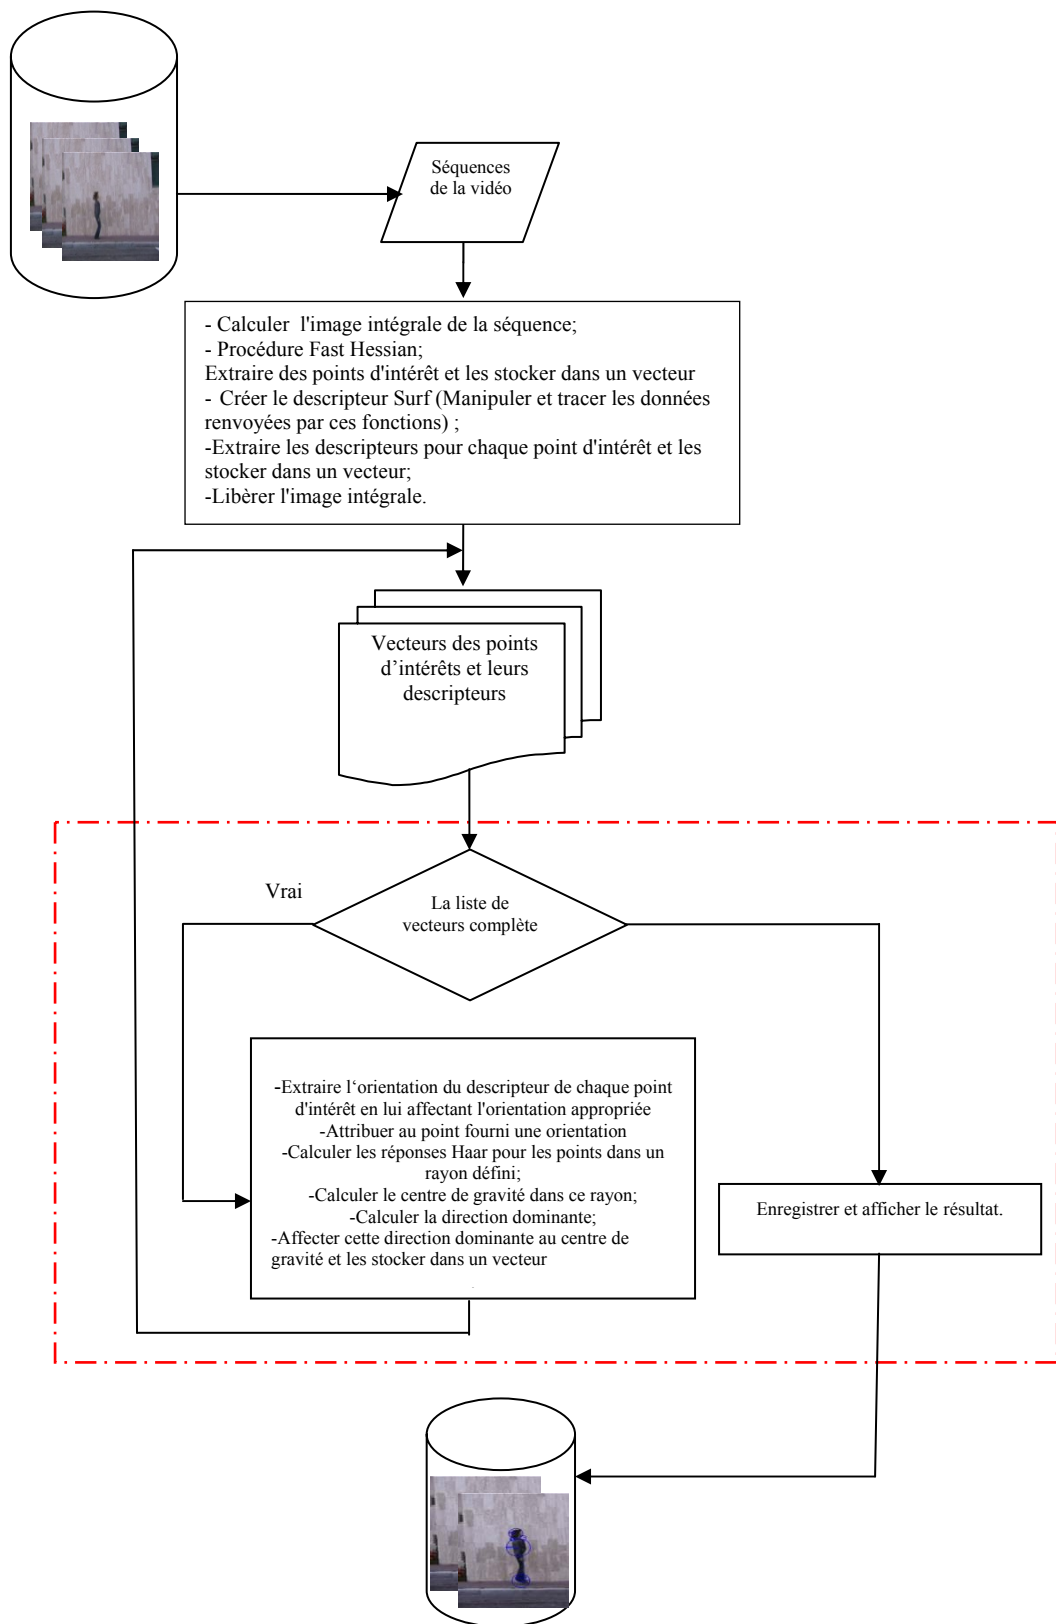 Séquences
de la vidéo
- Calculer l'image intégrale de la séquence;
- Procédure Fast Hessian;
Extraire des points d'intérêt et les stocker dans un vecteur
- Créer le descripteur Surf (Manipuler et tracer les données
renvoyées par ces fonctions) ;
-Extraire les descripteurs pour chaque point d'intérêt et les
stocker dans un vecteur;
-Libèrer l'image intégrale.
Vecteurs des points
d’intérêts et leurs
descripteurs
Vrai
La liste de
vecteurs complète
-Extraire l‘orientation du descripteur de chaque point
d'intérêt en lui affectant l'orientation appropriée
-Attribuer au point fourni une orientation
-Calculer les réponses Haar pour les points dans un
rayon défini;
-Calculer le centre de gravité dans ce rayon;
-Calculer la direction dominante;
-Affecter cette direction dominante au centre de
gravité et les stocker dans un vecteur
.
Enregistrer et afficher le résultat.